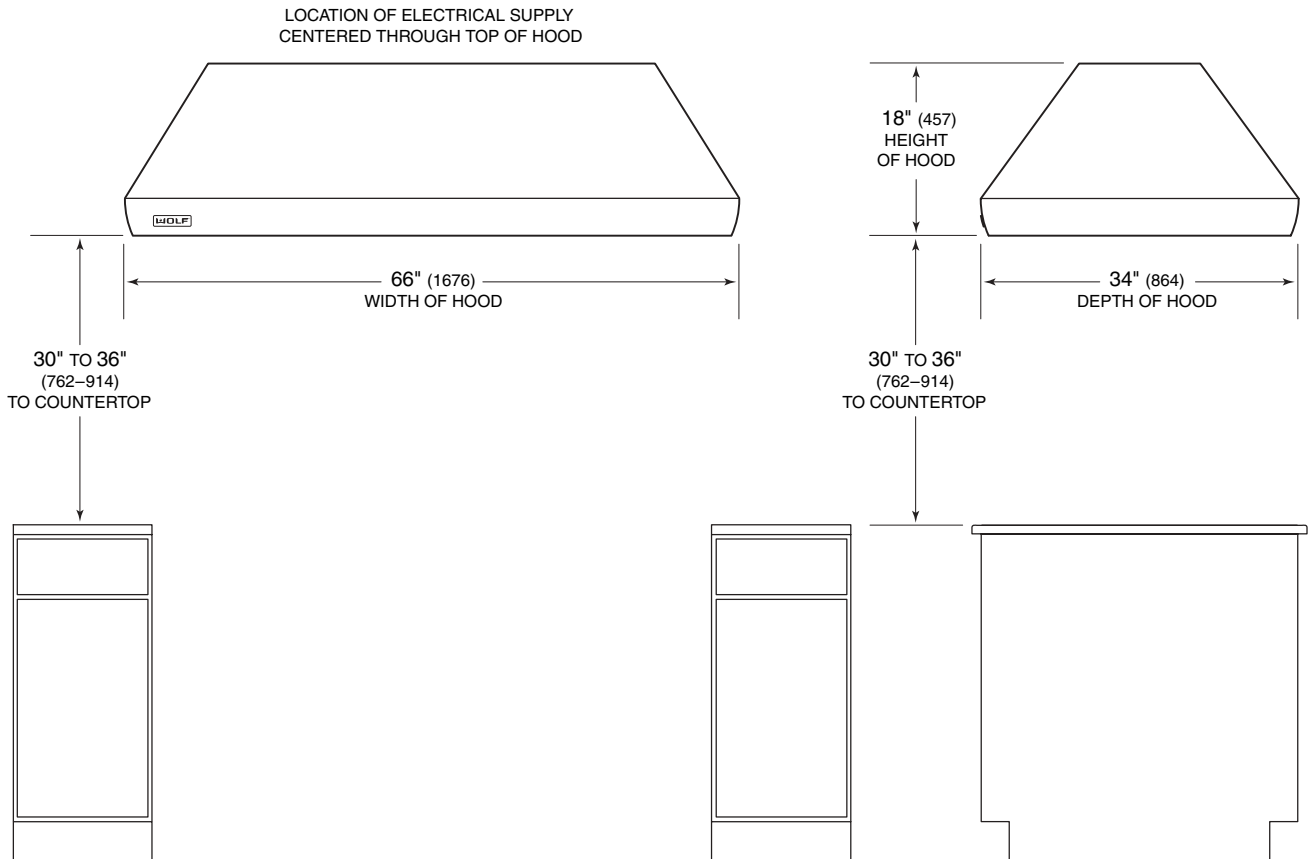 LOCATION OF ELECTRICAL SUPPLY
CENTERED THROUGH TOP OF HOOD
WOLF
66" (1676)
WIDTH OF HOOD
30" TO 36"
(762–914)
TO COUNTERTOP
18" (457)
HEIGHT
OF HOOD
34" (864)
DEPTH OF HOOD
30" TO 36"
(762–914)
TO COUNTERTOP